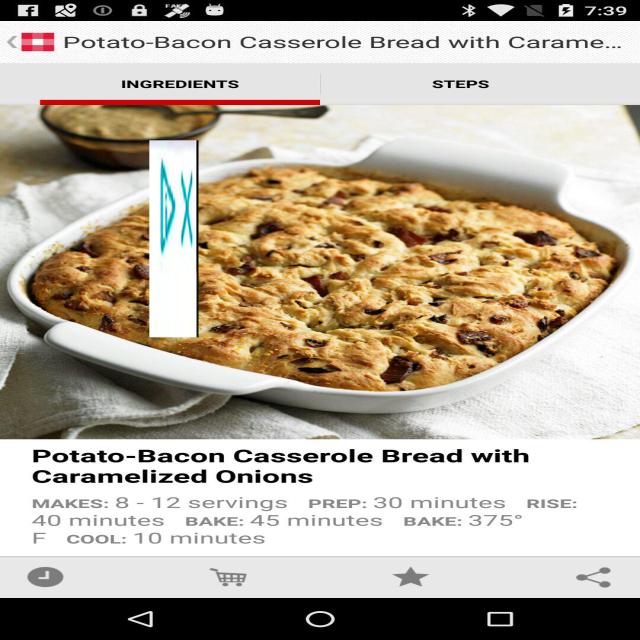 7:39
Potato-Bacon Casserole Bread with Carame...
INGREDIENTS STEPS
Potato-Bacon Casserole Bread with
Caramelized Onions
MAKES: 8 - 12 servings PREP: 30 minutes RISE:
40 minutes BAKE: 45 minutes BAKE: 375°
F COOL: 10 minutes